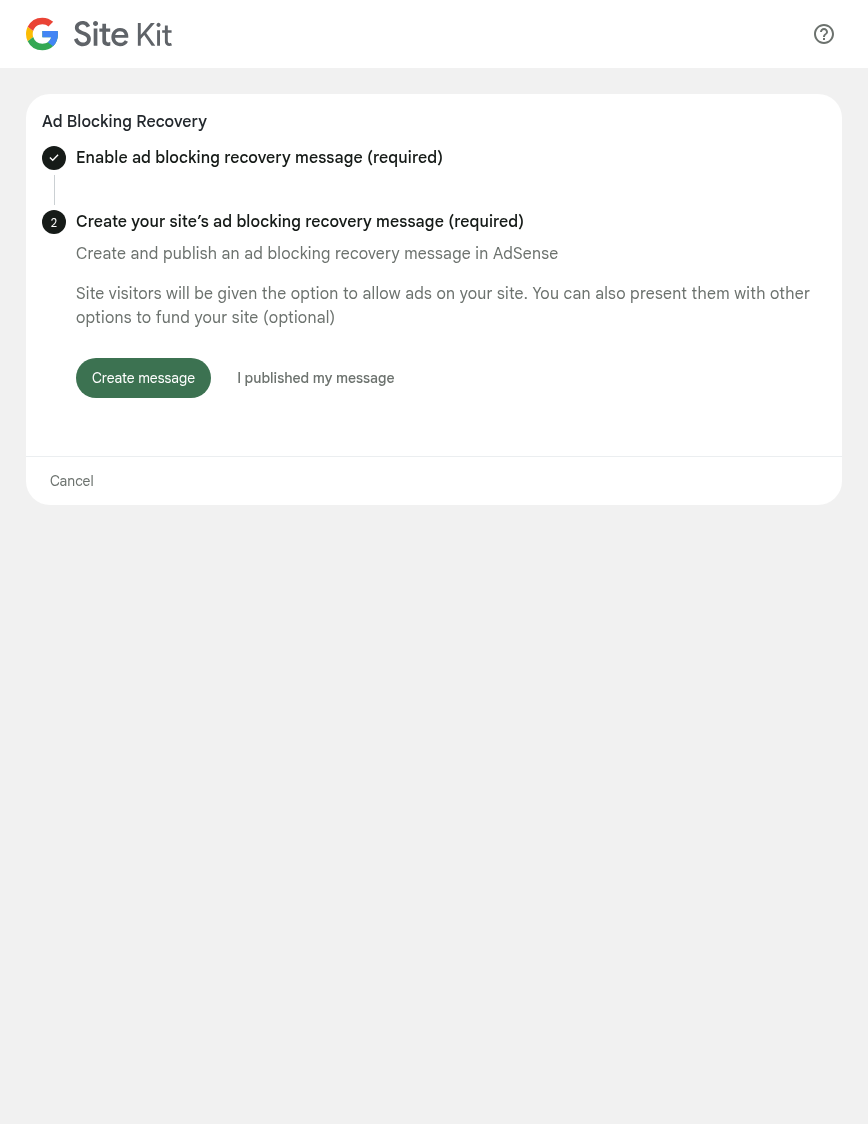 Site Kit
Ad Blocking Recovery
Enable ad blocking recovery message (required)
2 Create your site’s ad blocking recovery message (required)
Create and publish an ad blocking recovery message in AdSense
Site visitors will be given the option to allow ads on your site. You can also present them with other
options to fund your site (optional)
Create message I published my message
Cancel